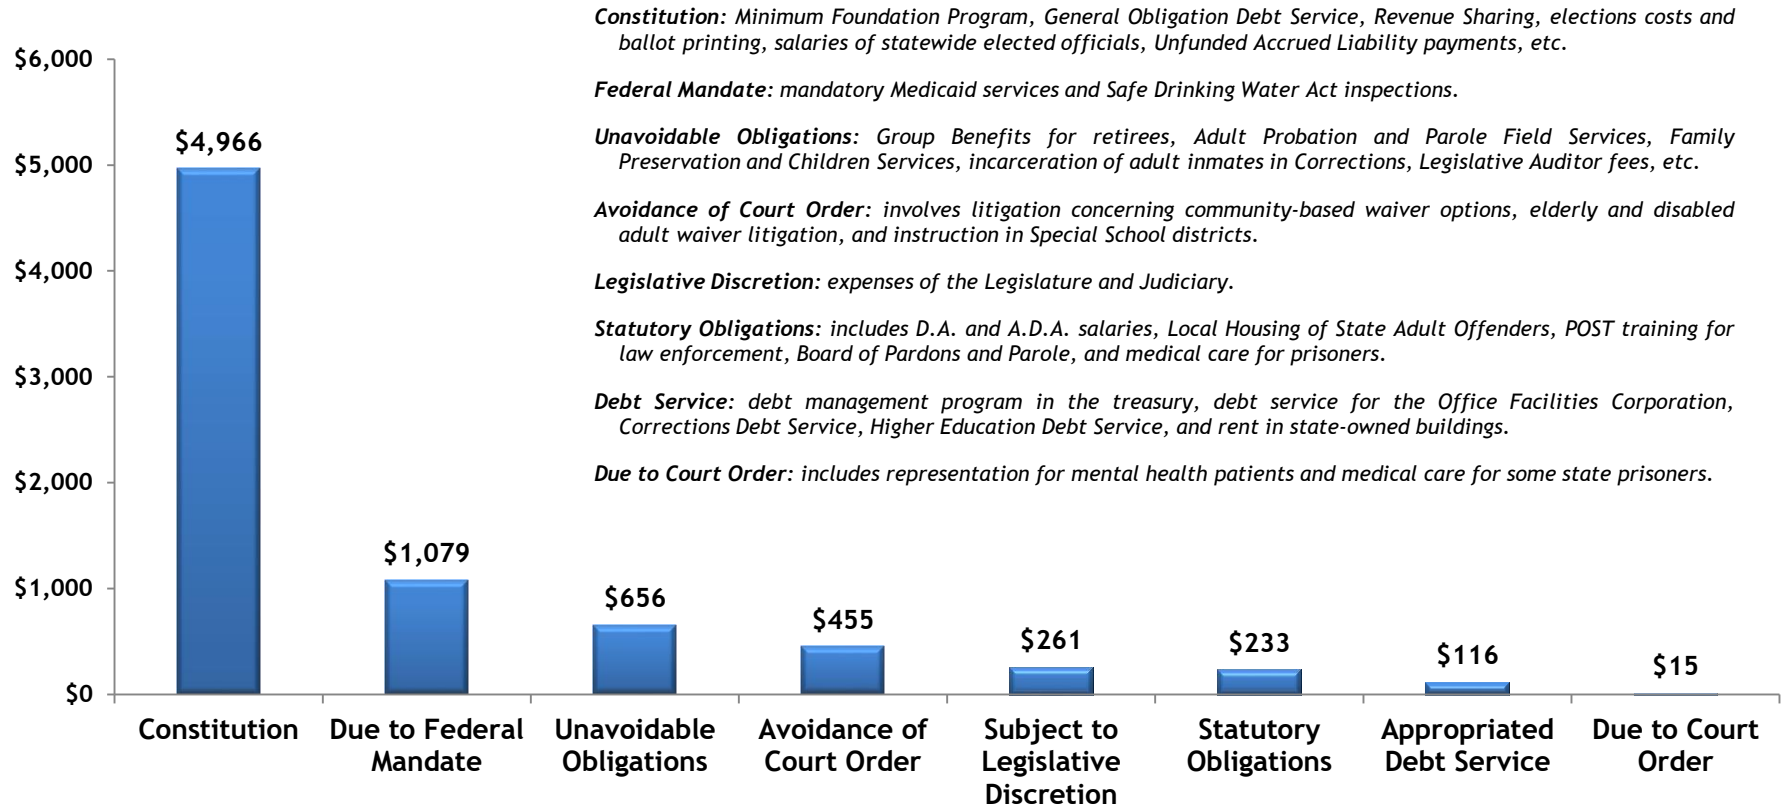 Constitution: Minimum Foundation Program, General Obligation Debt Service, Revenue Sharing, elections costs and
ballot printing, salaries of statewide elected officials, Unfunded Accrued Liability payments, etc.
Federal Mandate: mandatory Medicaid services and Safe Drinking Water Act inspections.
Unavoidable Obligations: Group Benefits for retirees, Adult Probation and Parole Field Services, Family
Preservation and Children Services, incarceration of adult inmates in Corrections, Legislative Auditor fees, etc.
Avoidance of Court Order: involves litigation concerning community-based waiver options, elderly and disabled
adult waiver litigation, and instruction in Special School districts.
Legislative Discretion: expenses of the Legislature and Judiciary.
Statutory Obligations: includes D.A. and A.D.A. salaries, Local Housing of State Adult Offenders, POST training for
law enforcement, Board of Pardons and Parole, and medical care for prisoners.
Debt Service: debt management program in the treasury, debt service for the Office Facilities Corporation,
Corrections Debt Service, Higher Education Debt Service, and rent in state-owned buildings.
Due to Court Order: includes representation for mental health patients and medical care for some state prisoners.
$6,000
$5,000
$4,000
$3,000
$2,000
$1,000
$0
$4,966
$1,079
$656
$455
$261
$233
$116
$15
Constitution
Due to Federal
Mandate
Unavoidable
Obligations
Avoidance of
Court Order
Subject to
Legislative
Discretion
Statutory
Obligations
Appropriated
Debt Service
Due to Court
Order